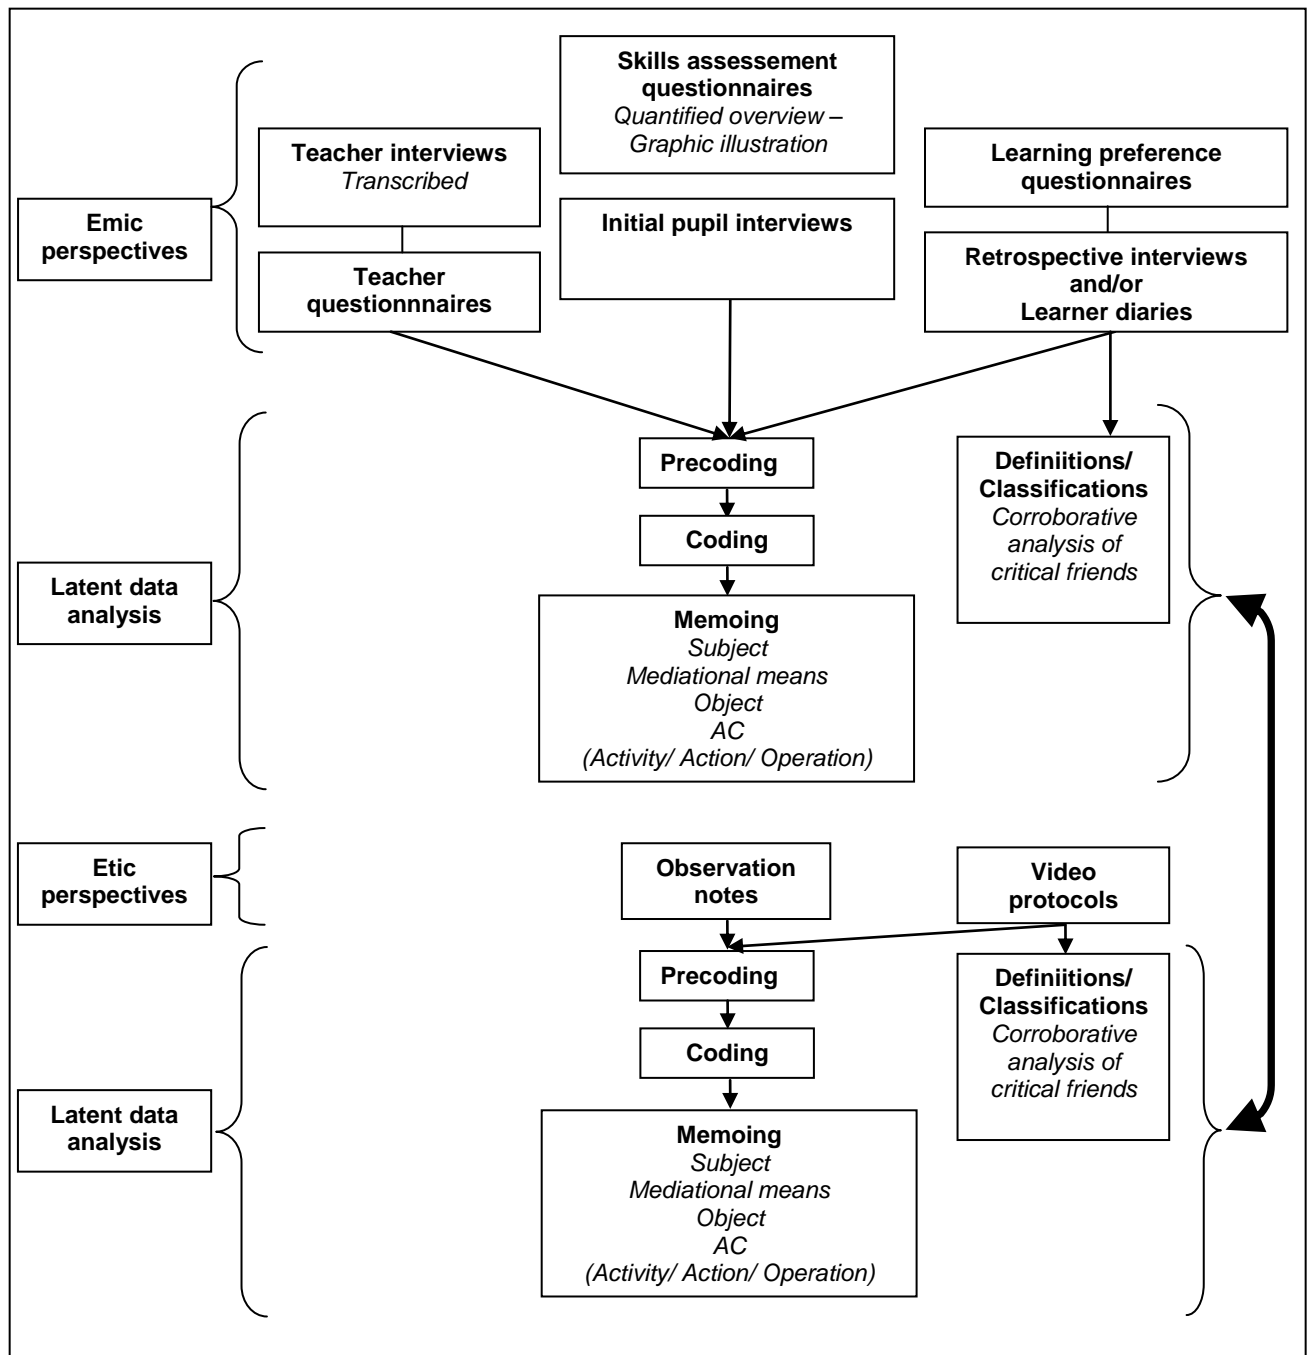 Skills assessement
questionnaires
Quantified overview –
Graphic illustration
Teacher interviews
Transcribed
Learning preference
questionnaires
Emic
perspectives
Initial pupil interviews
Teacher
questionnnaires
Retrospective interviews
and/or
Learner diaries
Precoding
Definiitions/
Classifications
Corroborative
analysis of
critical friends
Coding
Latent data
analysis
Memoing
Subject
Mediational means
Object
AC
(Activity/ Action/ Operation)
Etic
perspectives
Observation
notes
Video
protocols
Precoding
Definiitions/
Classifications
Corroborative
analysis of
critical friends
Coding
Latent data
analysis
Memoing
Subject
Mediational means
Object
AC
(Activity/ Action/ Operation)